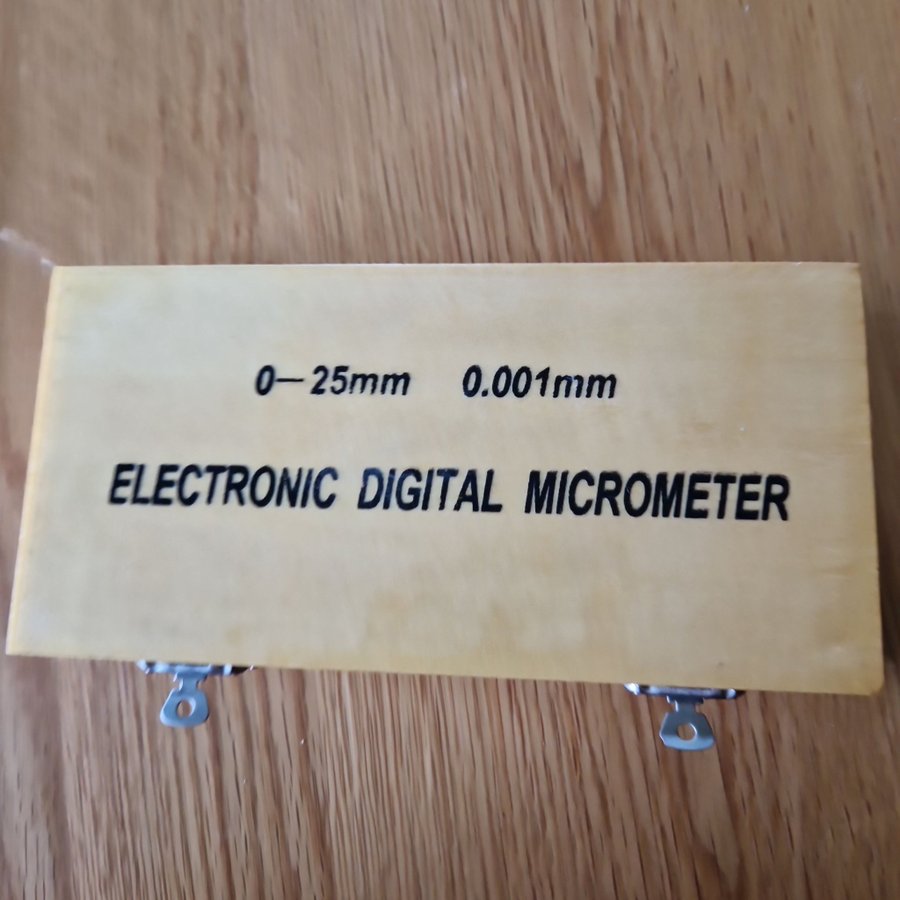 0-25mm 0.001mm
ELECTRONIC DIGITAL MICROMETER